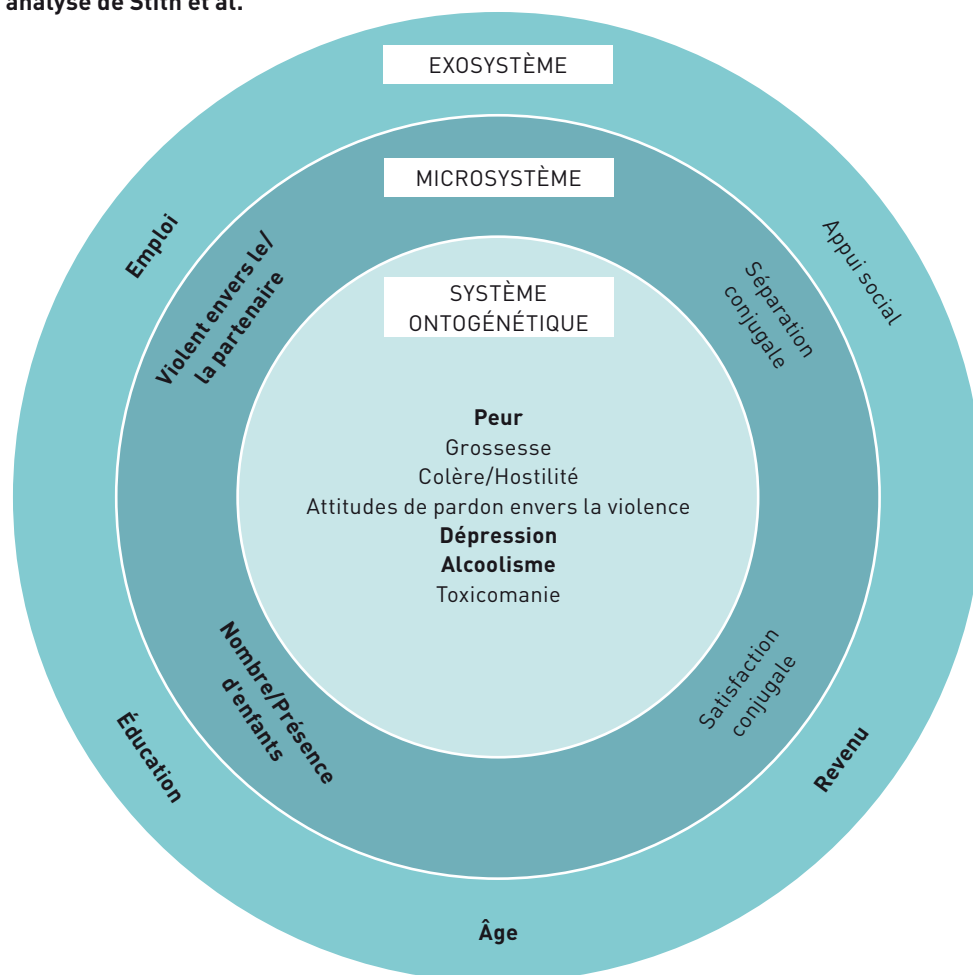 analyse de Stith et al.
EXOSYSTÈME
MICROSYSTÈME
SYSTÈME
ONTOGÉNÉTIQUE
Emploi
Violent envers le/
la partenaire
Séparation
conjugale
Appui social
Peur
Grossesse
Colère/Hostilité
Attitudes de pardon envers la violence
Dépression
Alcoolisme
Toxicomanie
Éducation
Nombre/Présence
d'enfants
Satisfaction
conjugale
Revenu
Âge